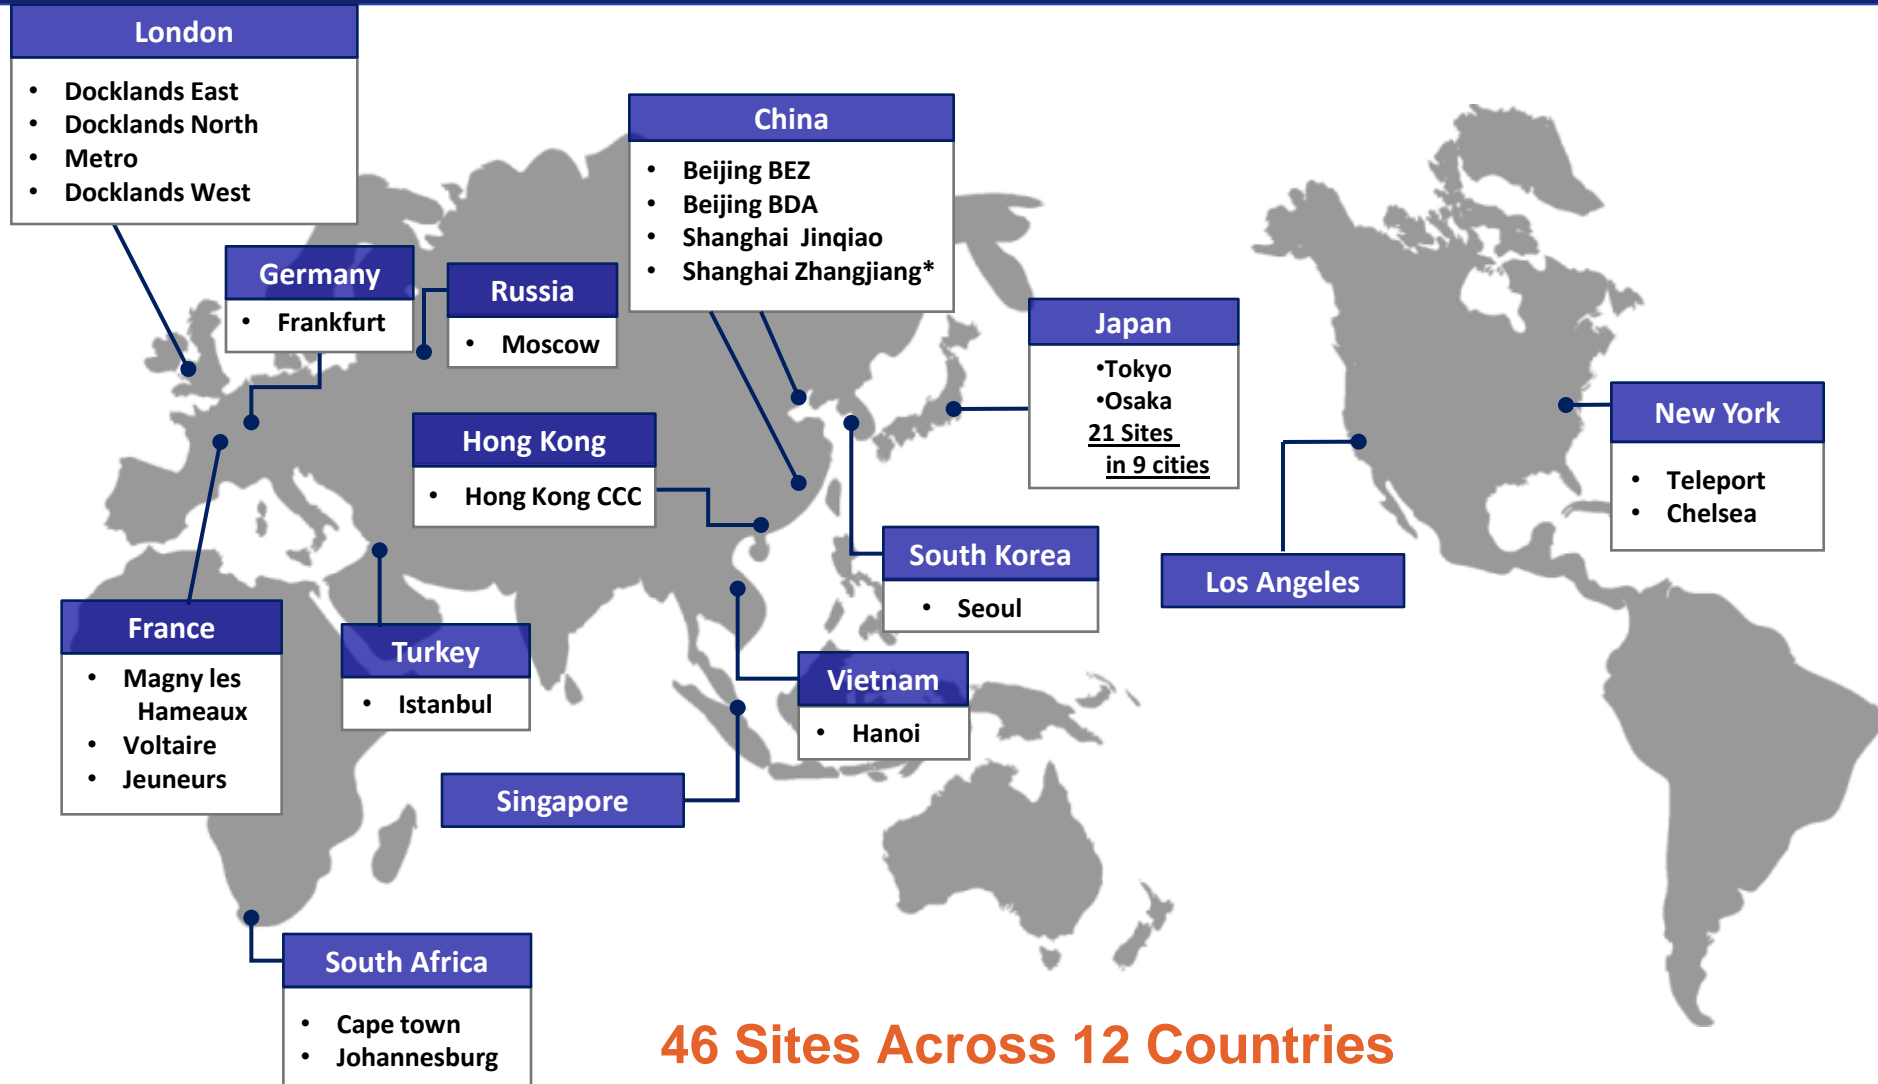 London
• Docklands East
• Docklands North
• Metro
• Docklands West
China
• Beijing BEZ
• Beijing BDA
• Shanghai Jinqiao
• Shanghai Zhangjiang*
Germany
• Frankfurt
Russia
• Moscow
Japan
•Tokyo
•Osaka
21 Sites
in 9 cities
New York
• Teleport
• Chelsea
Hong Kong
• Hong Kong CCC
South Korea
• Seoul
Los Angeles
France
• Magny les
Hameaux
• Voltaire
• Jeuneurs
Turkey
• Istanbul
Vietnam
• Hanoi
Singapore
South Africa
• Cape town
• Johannesburg
46 Sites Across 12 Countries